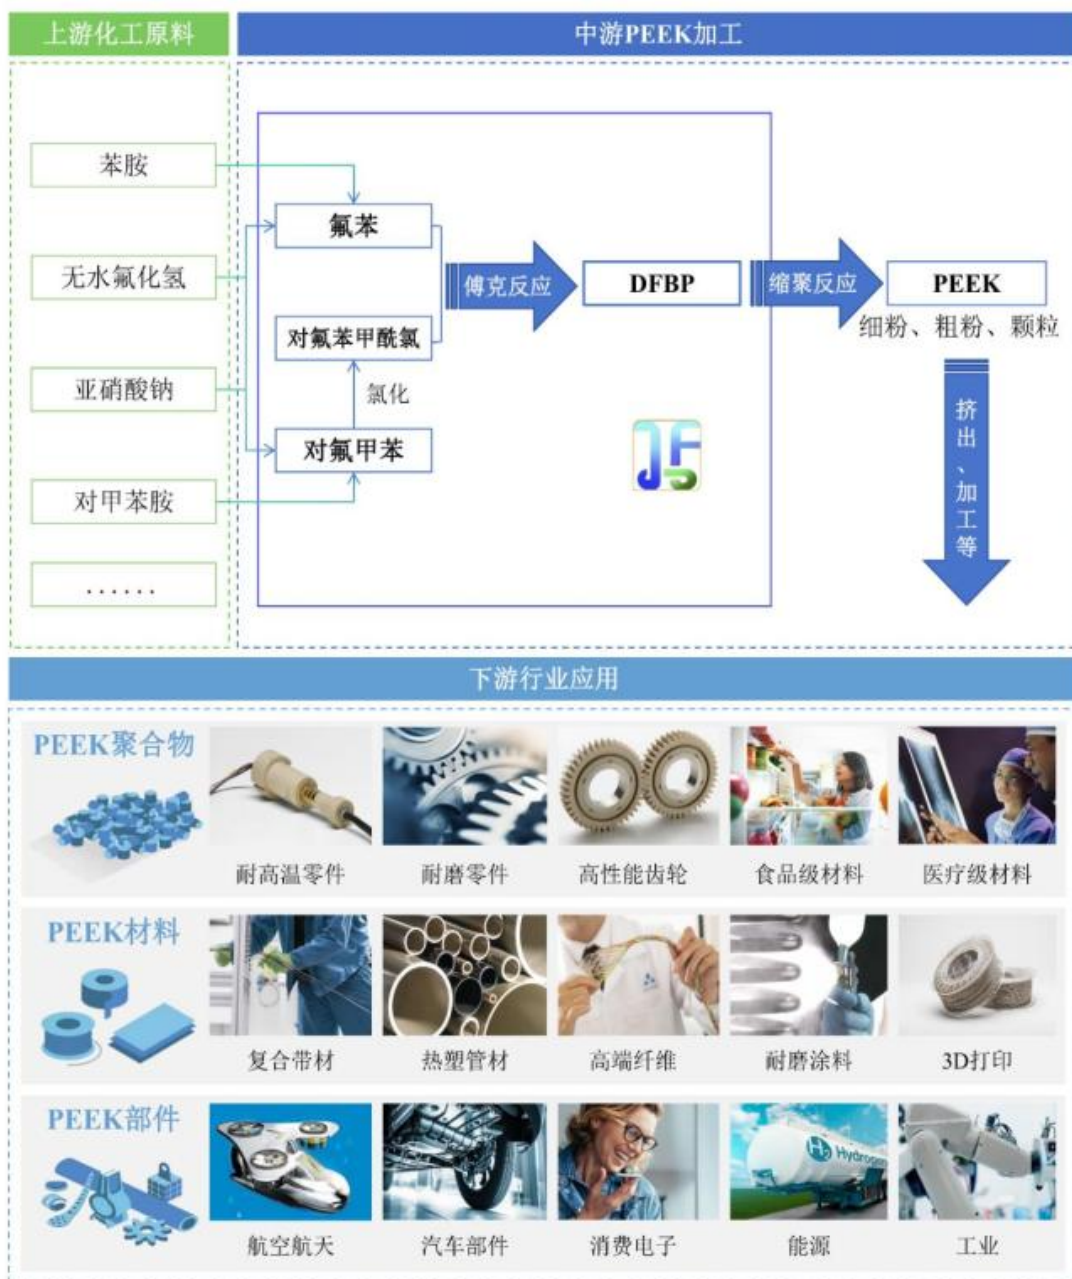 上游化工原料
中游PEEK加工
苯胺
无水氟化氢
亚硝酸钠
对甲苯胺
......
氟苯
对氟苯甲酰氯
氯化
对氟甲苯
傅克反应
DFBP
缩聚反应
PEEK
细粉、粗粉、颗粒
挤出、加工等
JF
下游行业应用
PEEK聚合物
耐高温零件
耐磨零件
高性能齿轮
食品级材料
医疗级材料
PEEK材料
复合带材
热塑管材
高端纤维
耐磨涂料
3D打印
PEEK部件
H2 Hydrogen
航空航天
汽车部件
消费电子
能源
工业